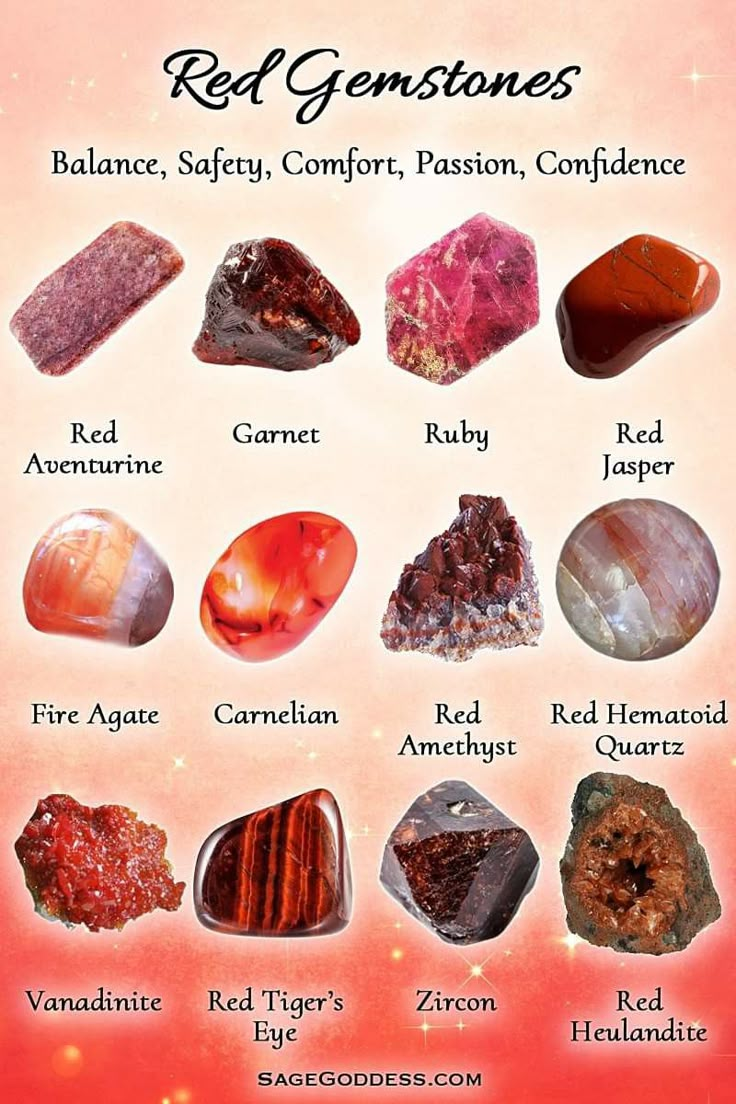 Red Gemstones
Balance, Safety, Comfort, Passion, Confidence
Red
Aventurine
Garnet
Ruby
Red
Jasper
Fire Agate
Carnelian
Red
Amethyst
Red Hematoid
Quartz
Vanadinite
Red Tiger's
Eye
Zircon
Red
Heulandite
SAGEGODDESS.COM